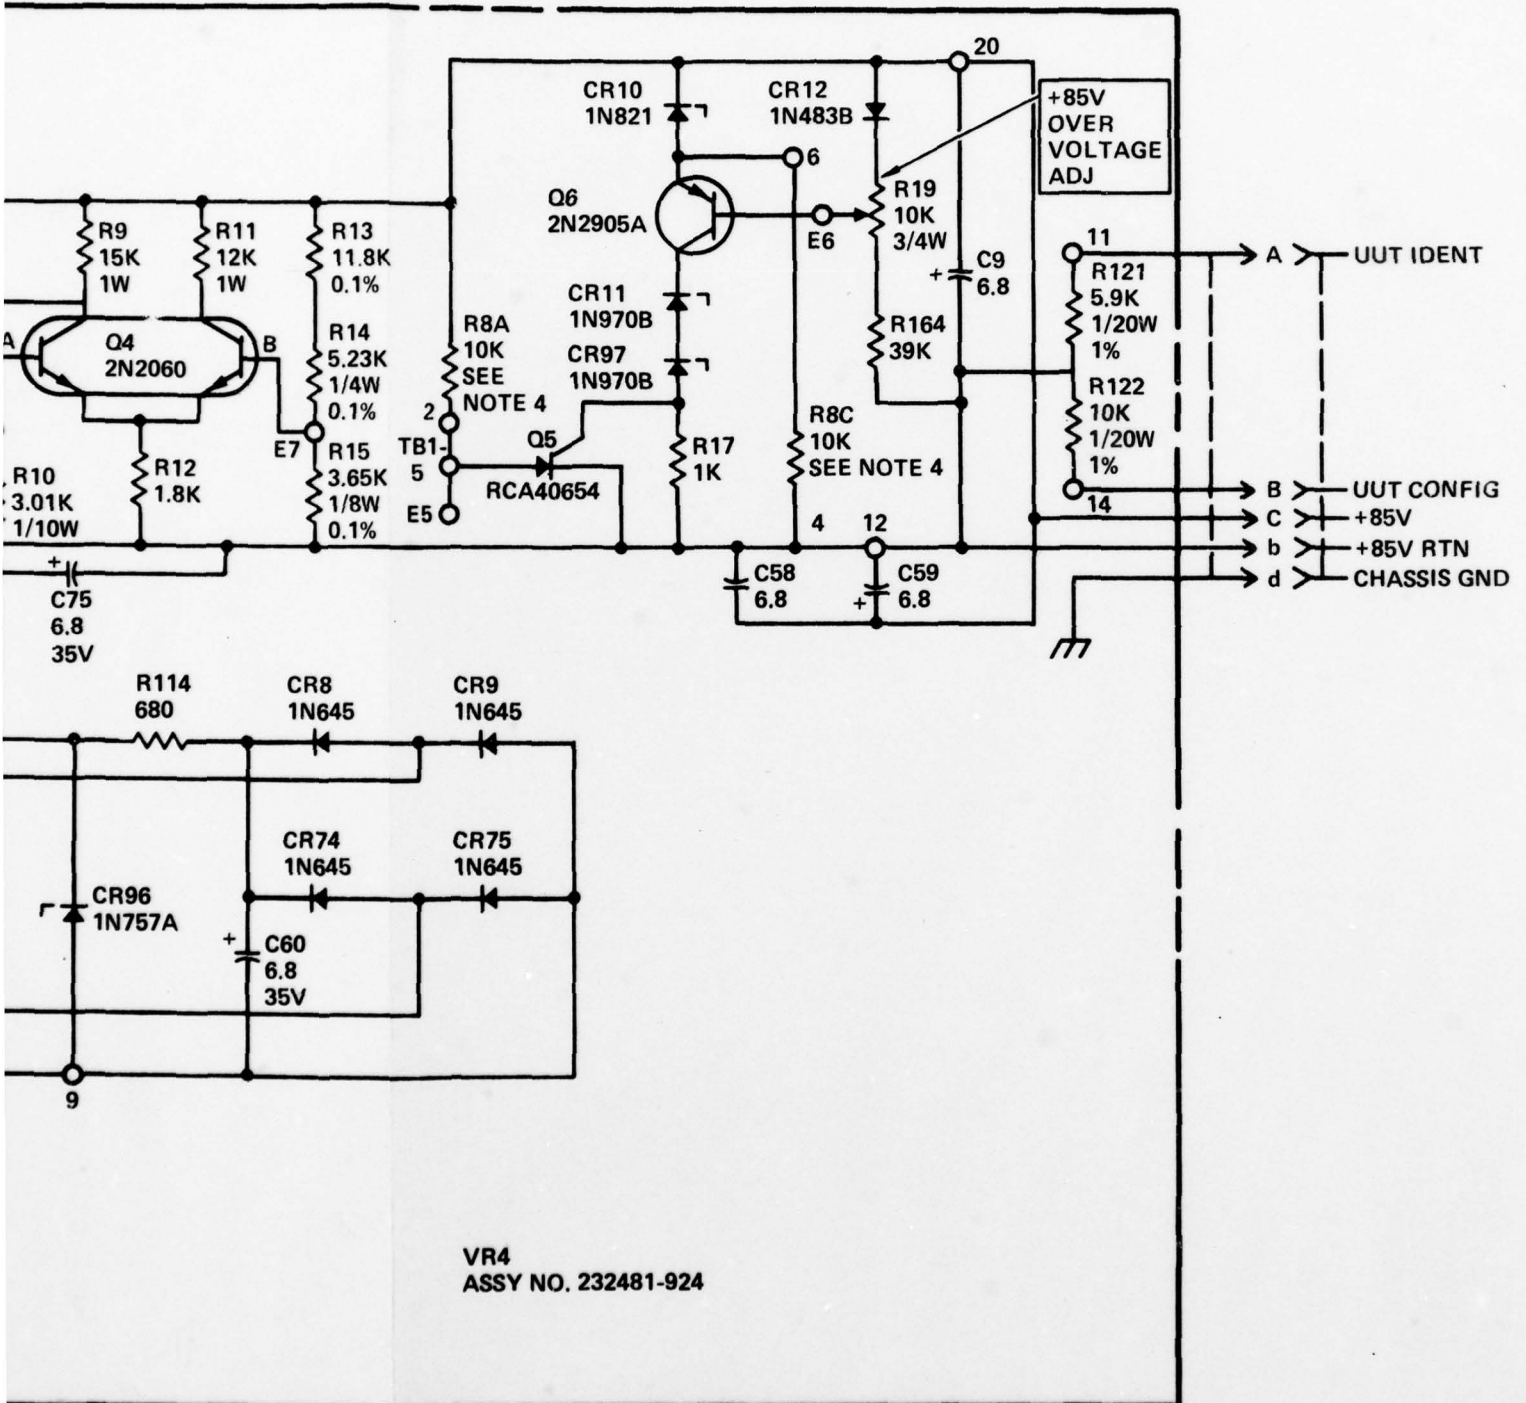 20
CR10
1N821
CR12
1N483B
+85V
OVER
VOLTAGE
ADJ
6
Q6
2N2905A
R19
10K
3/4W
E6
R9
15K
1W
R11
12K
1W
R13
11.8K
0.1%
11
A
UUT IDENT
+
C9
6.8
R121
5.9K
1/20W
1%
CR11
1N970B
R8A
10K
SEE
NOTE 4
R14
5.23K
1/4W
0.1%
A
Q4
2N2060
B
R164
39K
CR97
1N970B
R122
10K
1/20W
1%
2
R8C
10K
SEE NOTE 4
E7
TB1-
5
Q5
RCA40654
R17
1K
R15
3.65K
1/8W
0.1%
R12
1.8K
R10
3.01K
1/10W
E5
14
B
UUT CONFIG
C
+85V
4
12
b
+85V RTN
d
CHASSIS GND
+
C75
6.8
35V
C58
6.8
+
C59
6.8
R114
680
CR8
1N645
CR9
1N645
CR74
1N645
CR75
1N645
CR96
1N757A
+
C60
6.8
35V
9
VR4
ASSY NO. 232481-924